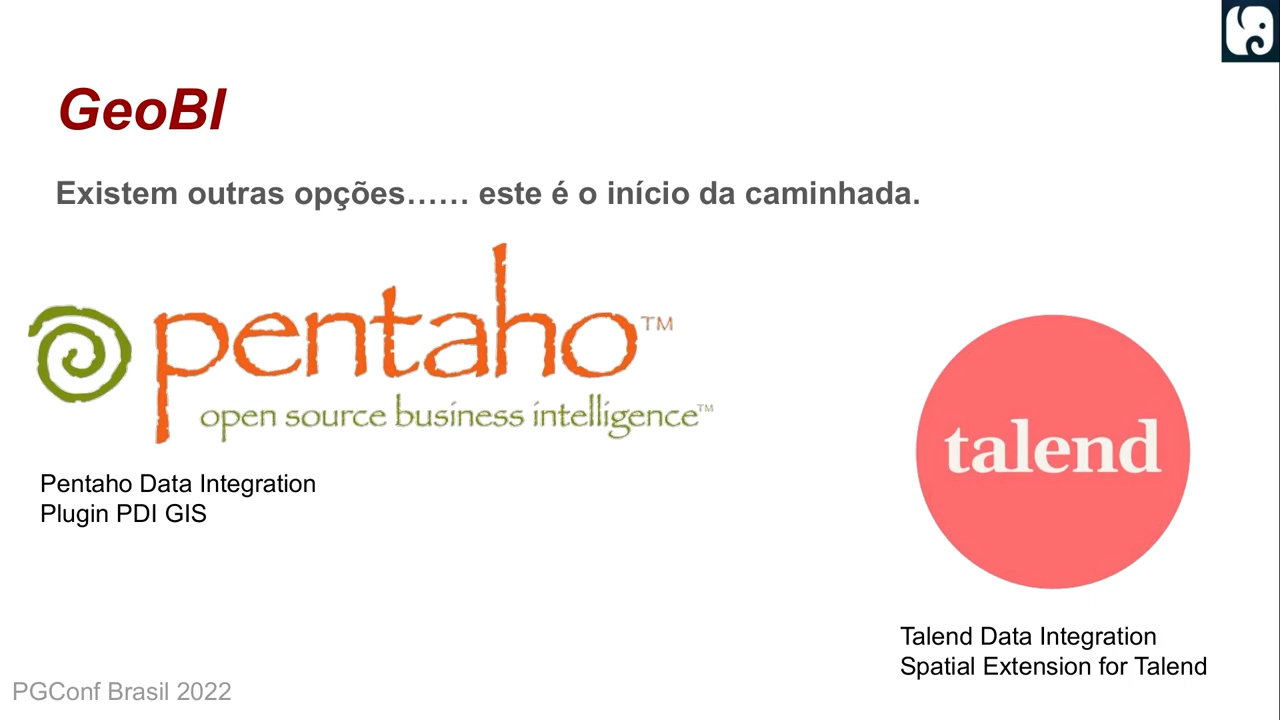 GeoBI
Existem outras opções…… este é o início da caminhada.
pentaho™
open source business intelligence™
Pentaho Data Integration
Plugin PDI GIS
talend
Talend Data Integration
Spatial Extension for Talend
PGConf Brasil 2022